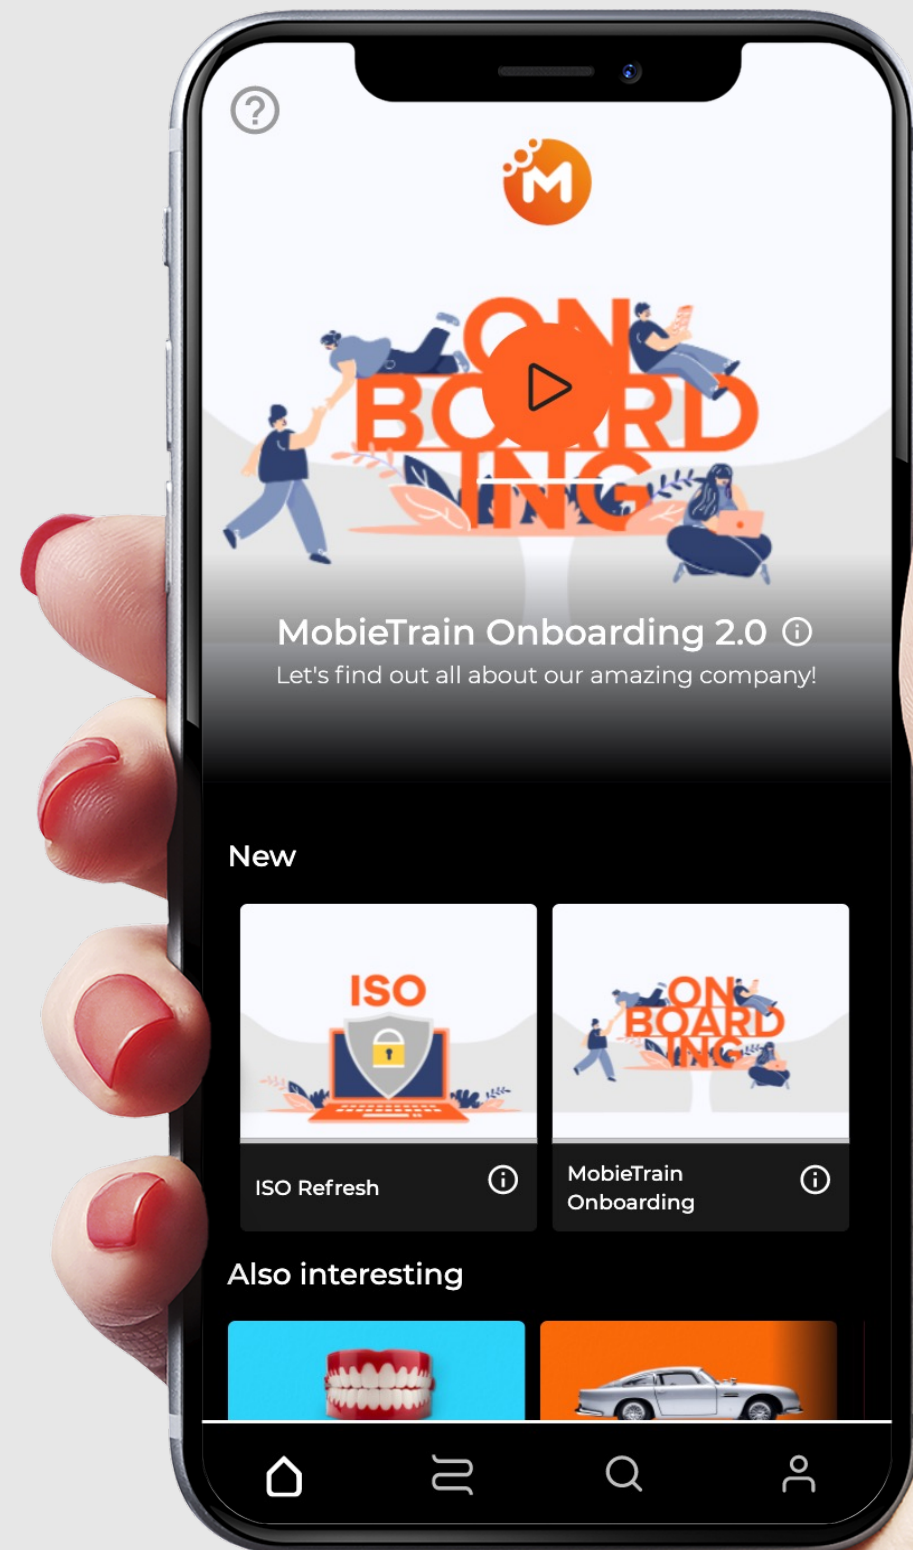 M
ON
BOARD
ING
MobieTrain Onboarding 2.0
Let's find out all about our amazing company!
New
ISO
ON
BOARD
ING
ISO Refresh
MobieTrain
Onboarding
Also interesting